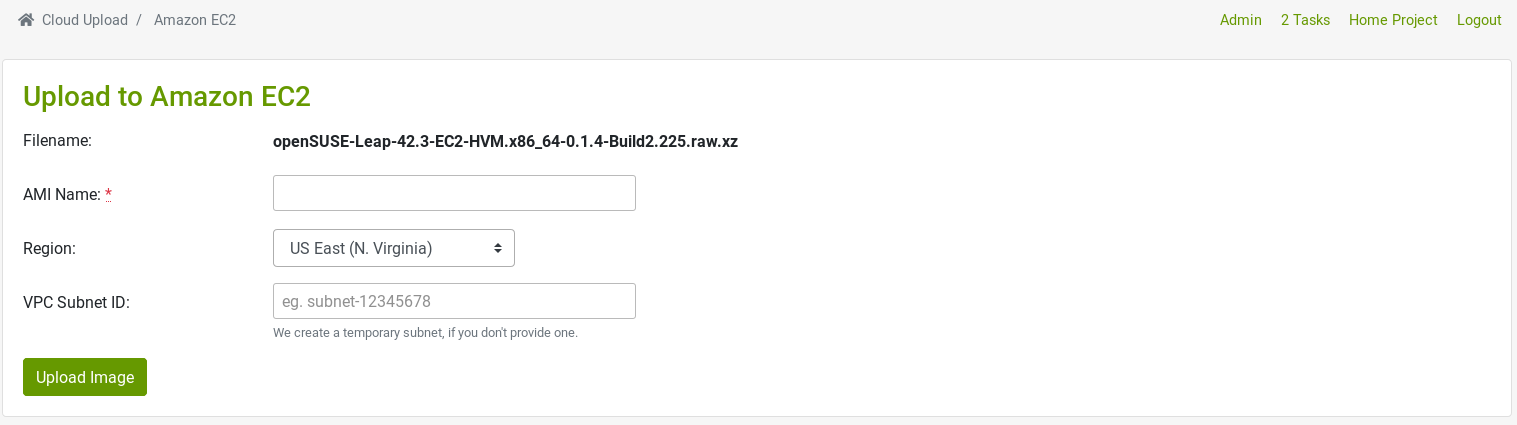 Cloud Upload / Amazon EC2 Admin 2 Tasks Home Project Logout
Upload to Amazon EC2
Filename: openSUSE-Leap-42.3-EC2-HVM.x86_64-0.1.4-Build2.225.raw.xz
AMI Name: *
Region: US East (N. Virginia)
VPC Subnet ID: eg. subnet-12345678
We create a temporary subnet, if you don't provide one.
Upload Image